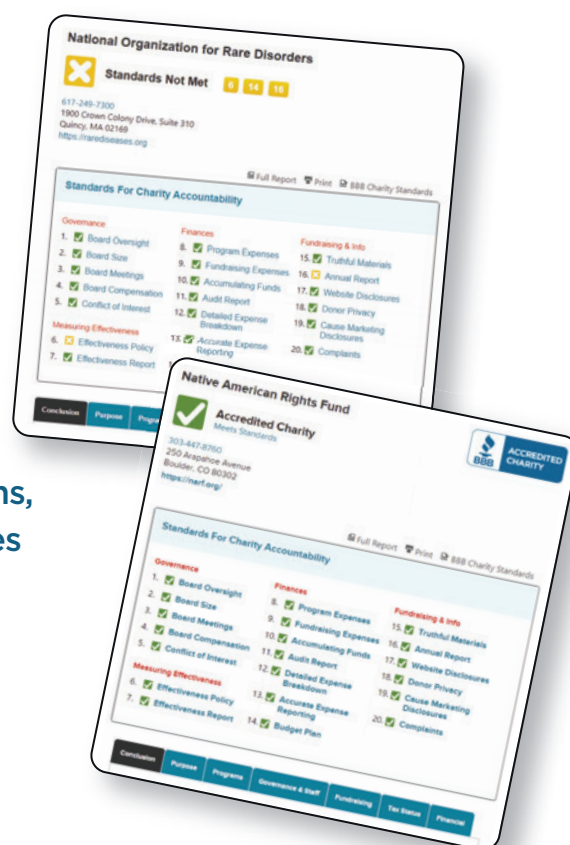 National Organization for Rare Disorders
Standards Not Met 6 14 16
617-249-7300
1900 Crown Colony Drive, Suite 310
Quincy, MA 02169
https://rarediseases.org
Full Report Print BBB Charity Standards
Standards For Charity Accountability
Governance
1. Board Oversight
2. Board Size
3. Board Meetings
4. Board Compensation
5. Conflict of Interest
Measuring Effectiveness
6. Effectiveness Policy
7. Effectiveness Report
Finances
8. Program Expenses
9. Fundraising Expenses
10. Accumulating Funds
11. Audit Report
12. Detailed Expense
Breakdown
13. Accurate Expense
Reporting
Fundraising & Info
15. Truthful Materials
16. Annual Report
17. Website Disclosures
18. Donor Privacy
19. Cause Marketing
Disclosures
20. Complaints
Conclusion Purpose
ns,
es
Native American Rights Fund
Accredited Charity
Meets Standards
BBB ACCREDITED
CHARITY
303-447-8760
250 Arapahoe Avenue
Boulder, CO 80302
https://narf.org/
Full Report Print BBB Charity Standards
Standards For Charity Accountability
Governance
1. Board Oversight
2. Board Size
3. Board Meetings
4. Board Compensation
5. Conflict of Interest
Measuring Effectiveness
6. Effectiveness Policy
7. Effectiveness Report
Finances
8. Program Expenses
9. Fundraising Expenses
10. Accumulating Funds
11. Audit Report
12. Detailed Expense
Breakdown
13. Accurate Expense
Reporting
14. Budget Plan
Fundraising & Info
15. Truthful Materials
16. Annual Report
17. Website Disclosures
18. Donor Privacy
19. Cause Marketing
Disclosures
20. Complaints
Conclusion Purpose Programs Governance & Staff Fundraising Tax Status Financial